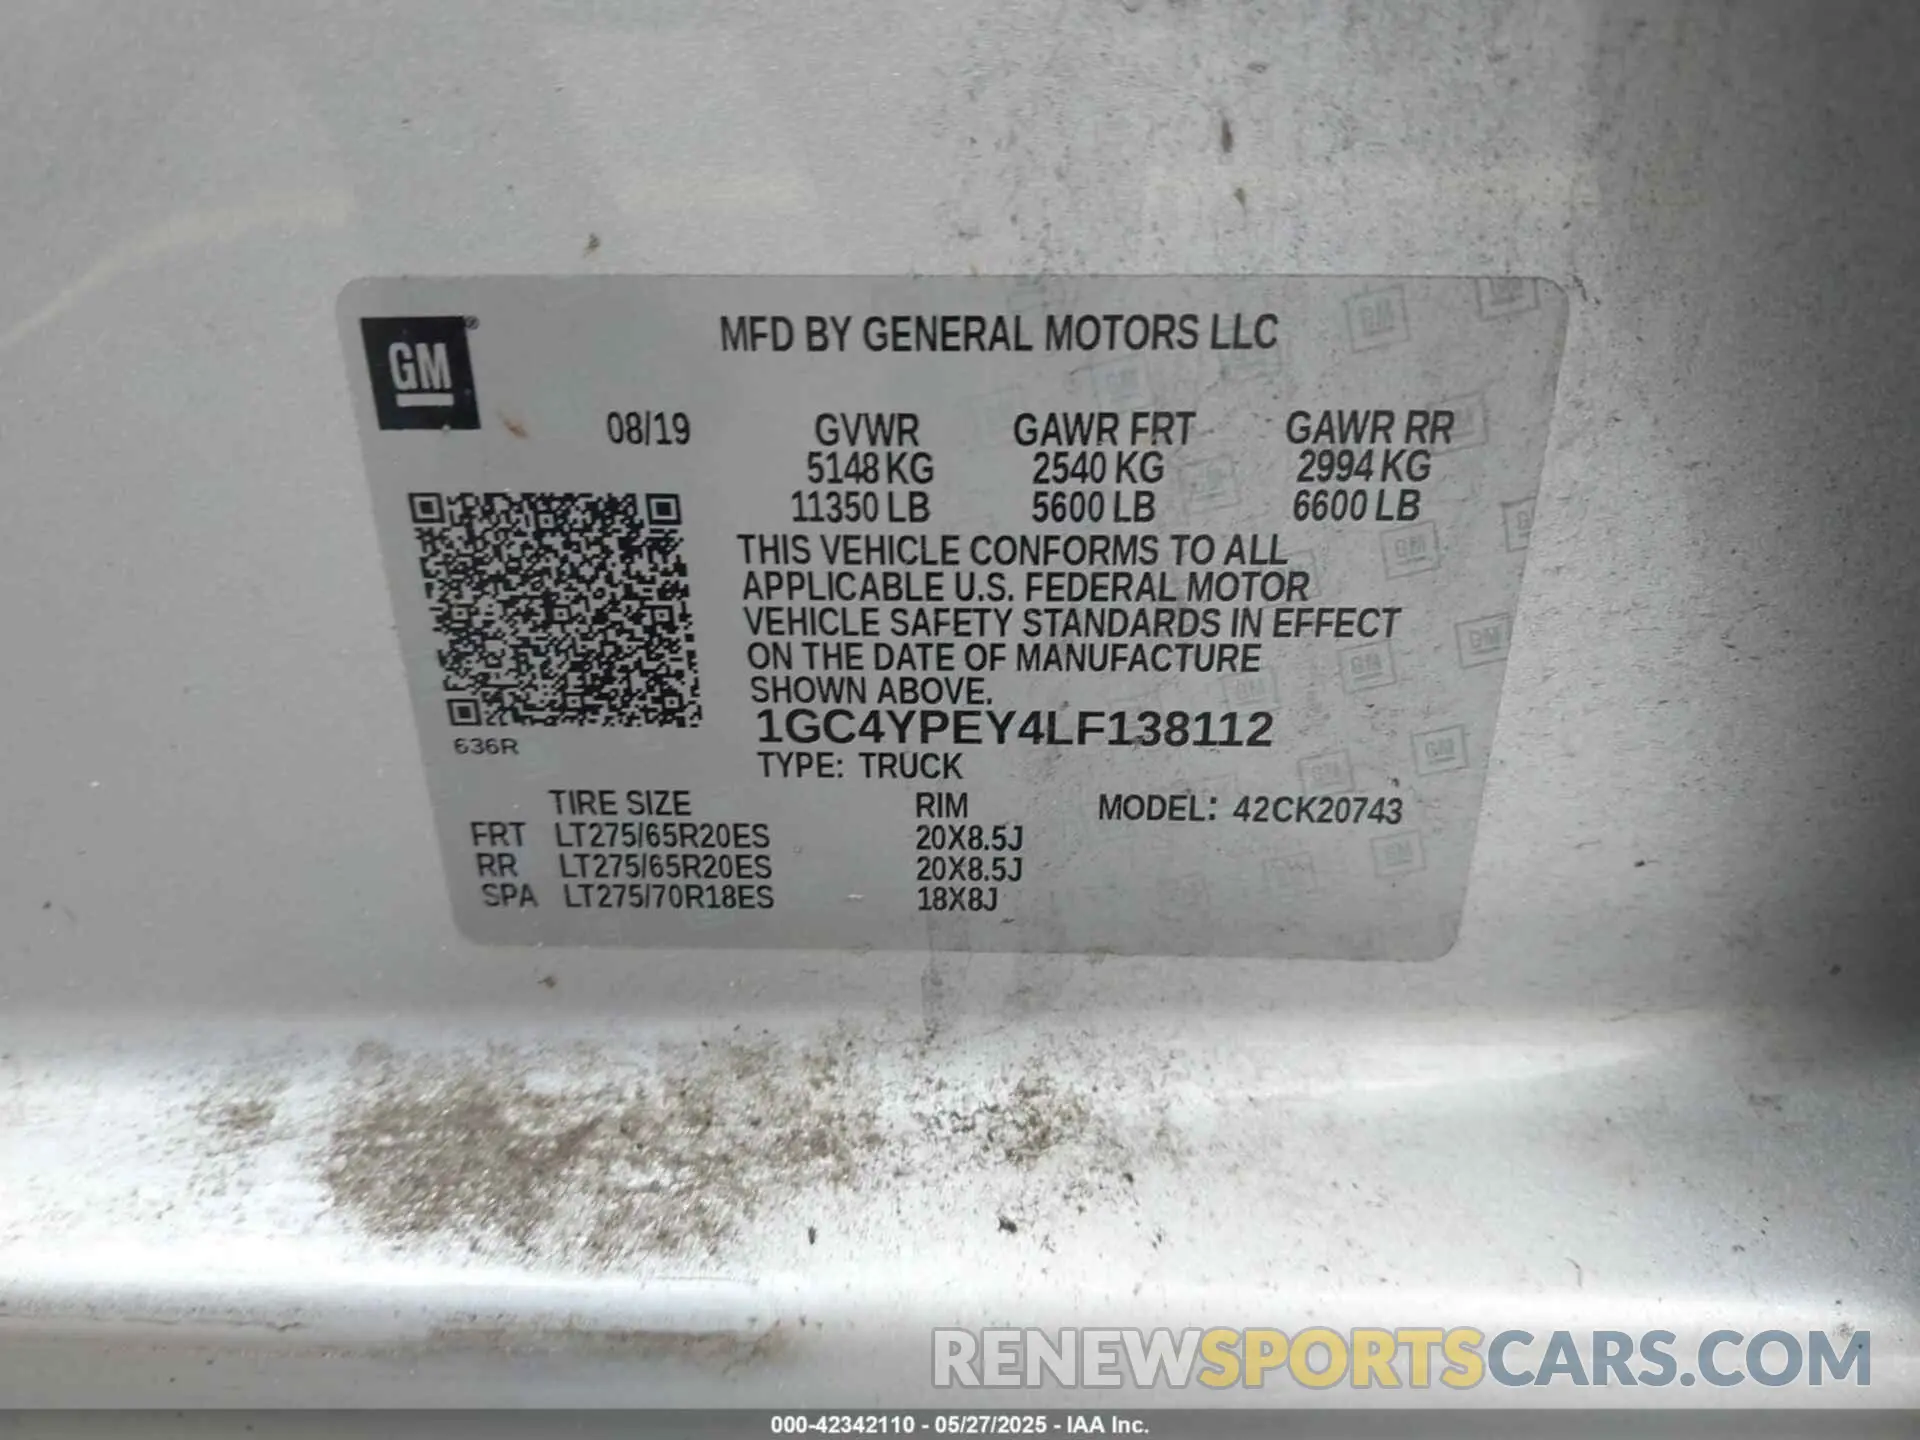 MFD BY GENERAL MOTORS LLC
GM®
08/19 GVWR GAWR FRT GAWR RR
5148 KG 2540 KG 2994 KG
11350 LB 5600 LB 6600 LB
THIS VEHICLE CONFORMS TO ALL
APPLICABLE U.S. FEDERAL MOTOR
VEHICLE SAFETY STANDARDS IN EFFECT
ON THE DATE OF MANUFACTURE
SHOWN ABOVE.
1GC4YPEY4LF138112
636R
TYPE: TRUCK
TIRE SIZE RIM MODEL: 42CK20743
FRT LT275/65R20ES 20X8.5J
RR LT275/65R20ES 20X8.5J
SPA LT275/70R18ES 18X8J
RENEWSPORTSCARS.COM
000-42342110 - 05/27/2025 - IAA Inc.